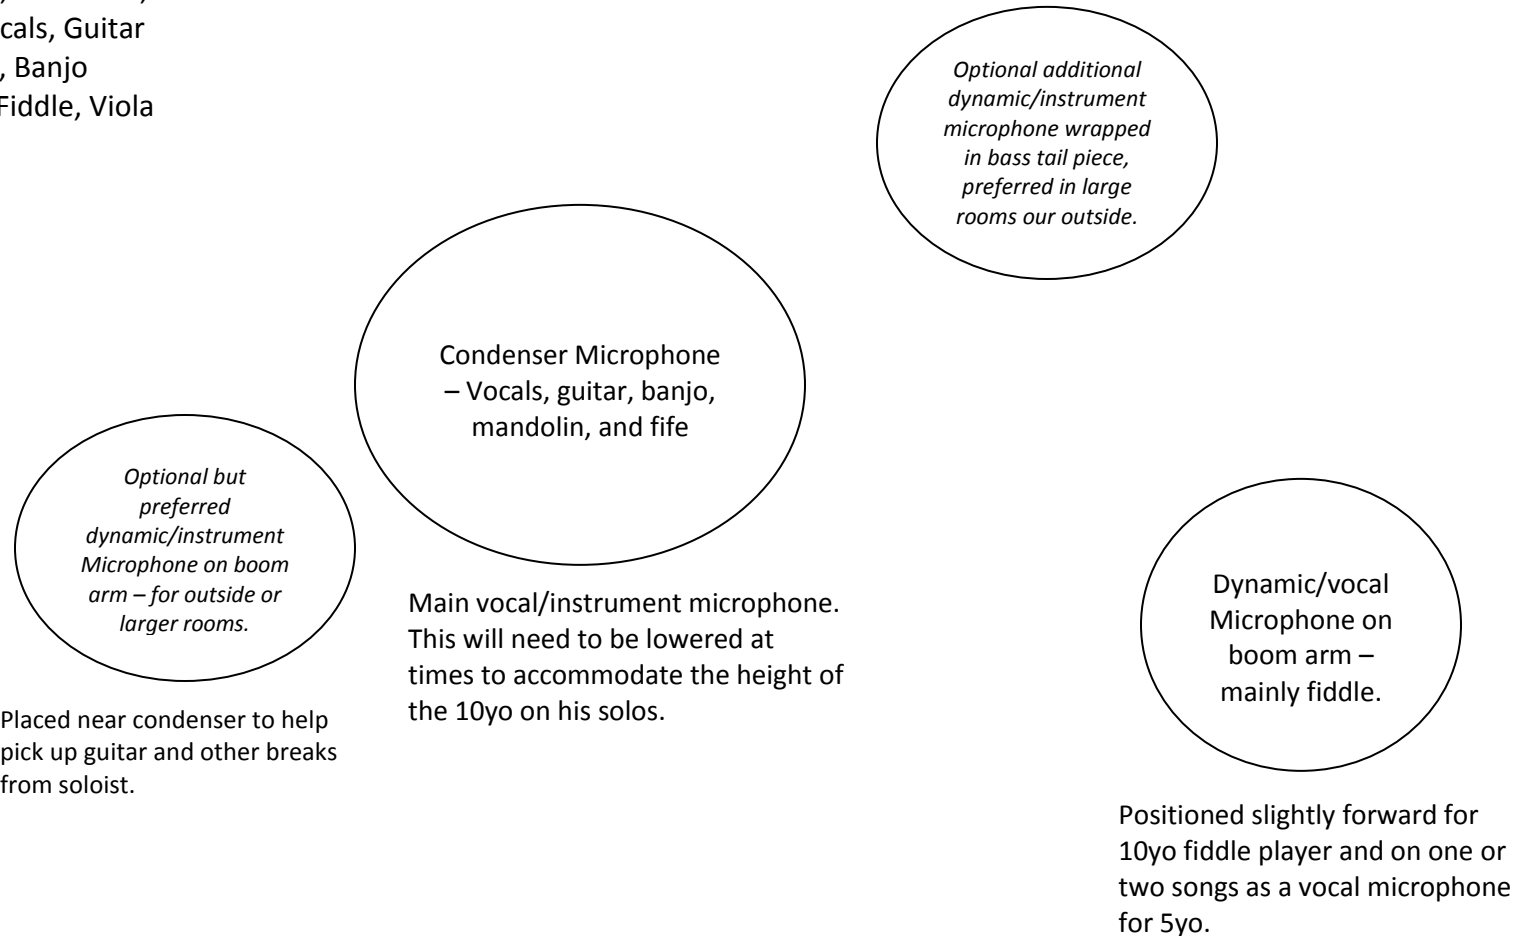 cals, Guitar
, Banjo
Fiddle, Viola
Optional additional
dynamic/instrument
microphone wrapped
in bass tail piece,
preferred in large
rooms our outside.
Condenser Microphone
– Vocals, guitar, banjo,
mandolin, and fife
Optional but
preferred
dynamic/instrument
Microphone on boom
arm – for outside or
larger rooms.
Main vocal/instrument microphone.
This will need to be lowered at
times to accommodate the height of
the 10yo on his solos.
Placed near condenser to help
pick up guitar and other breaks
from soloist.
Dynamic/vocal
Microphone on
boom arm –
mainly fiddle.
Positioned slightly forward for
10yo fiddle player and on one or
two songs as a vocal microphone
for 5yo.